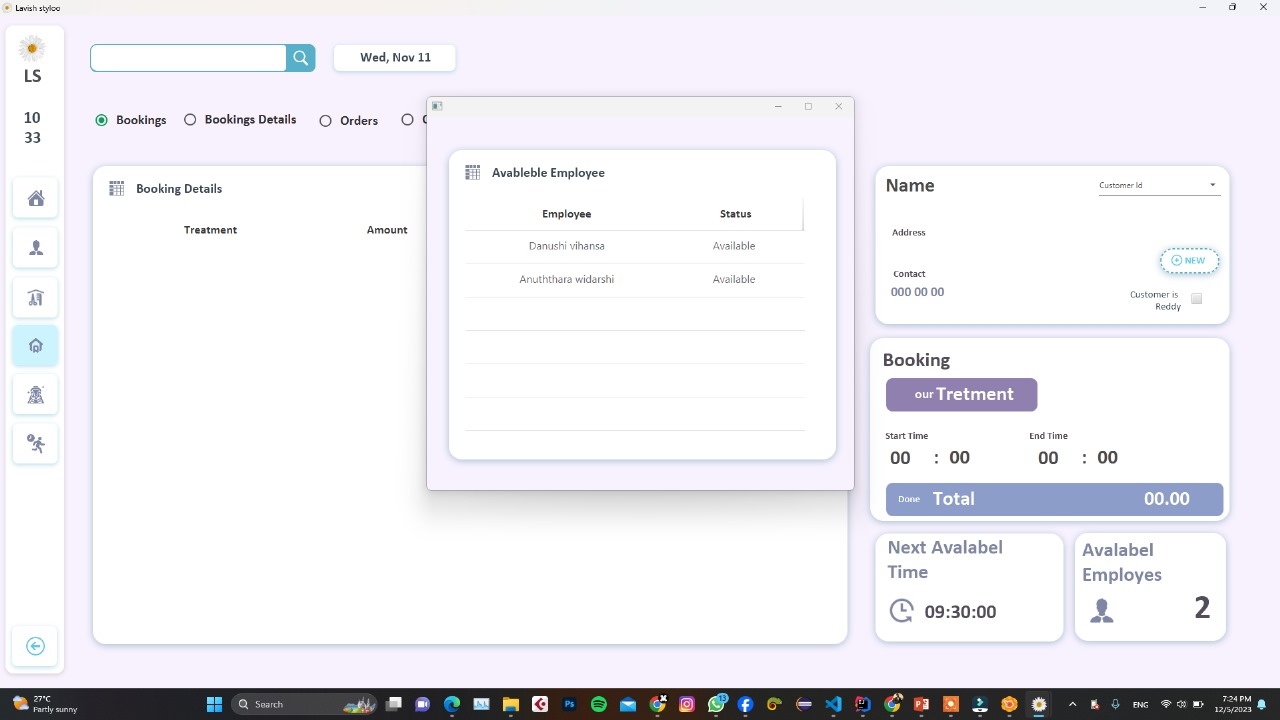 Lavish styloo
LS
10
33
Wed, Nov 11
Bookings
Bookings Details
Orders
Booking Details
Treatment
Amount
Avableble Employee
Employee
Status
Danushi vihansa
Available
Anuththara widarshi
Available
Name
Customer Id
Address
NEW
Contact
000 00 00
Customer is
Reddy
Booking
our Tretment
Start Time
End Time
00 : 00
00 : 00
Done Total 00.00
Next Avalabel
Time
09:30:00
Avalabel
Employes
2
27°C
Partly sunny
Search
13
7:24 PM
12/5/2023